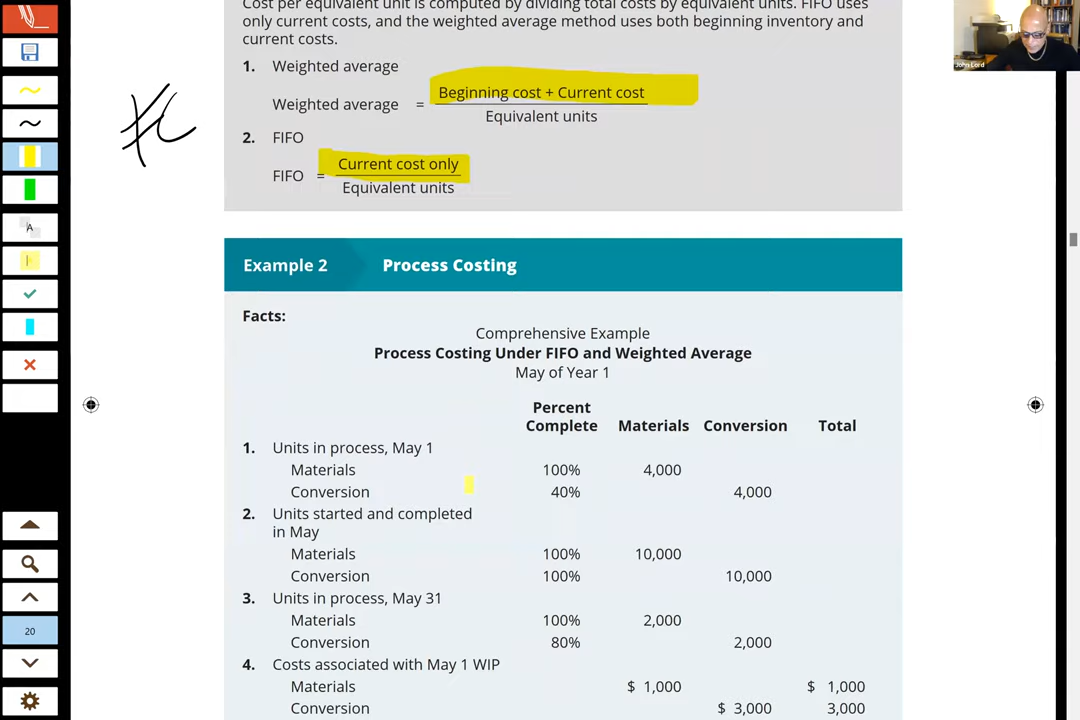 Cost per equivalent unit is computed by dividing total costs by equivalent units. FIFO uses
only current costs, and the weighted average method uses both beginning inventory and
current costs.
1. Weighted average
Weighted average = Beginning cost + Current cost
Equivalent units
2. FIFO
FIFO = Current cost only
Equivalent units
Example 2 Process Costing
Facts:
Comprehensive Example
Process Costing Under FIFO and Weighted Average
May of Year 1
Percent
Complete Materials Conversion Total
1. Units in process, May 1
Materials 100% 4,000
Conversion 40% 4,000
2. Units started and completed
in May
Materials 100% 10,000
Conversion 100% 10,000
3. Units in process, May 31
Materials 100% 2,000
Conversion 80% 2,000
4. Costs associated with May 1 WIP
Materials $ 1,000 $ 1,000
Conversion $ 3,000 3,000
John Lord
A
20